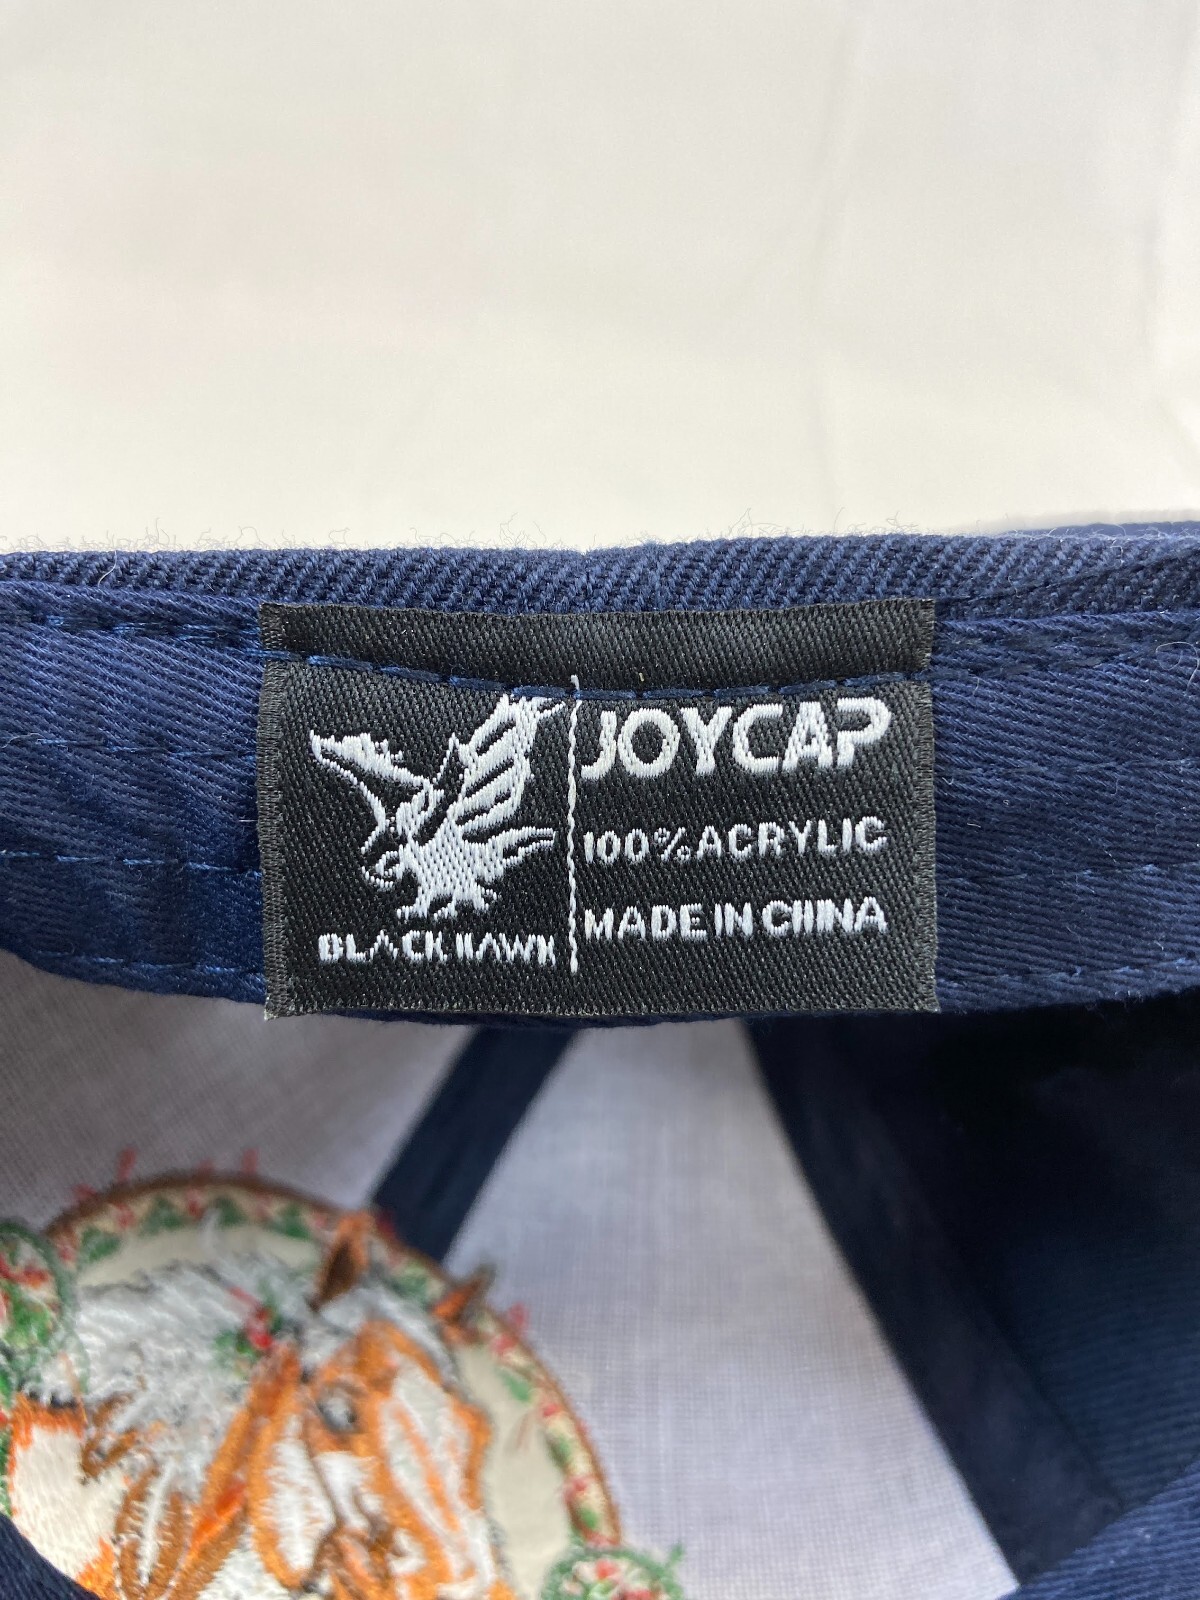 BLACK HAWK
JOYCAP
100% ACRYLIC
MADE IN CHINA